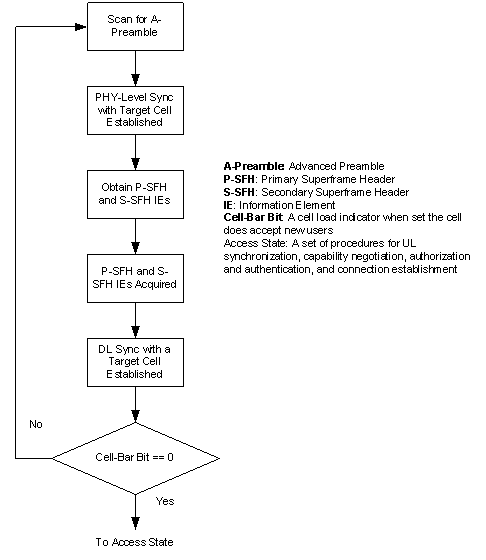 Scan for A-
Preamble
PHY-Level Sync
with Target Cell
Established
Obtain P-SFH
and S-SFH IEs
P-SFH and S-
SFH IEs Acquired
DL Sync with a
Target Cell
Established
No
Cell-Bar Bit == 0
Yes
To Access State
A-Preamble: Advanced Preamble
P-SFH: Primary Superframe Header
S-SFH: Secondary Superframe Header
IE: Information Element
Cell-Bar Bit: A cell load indicator when set the cell
does accept new users
Access State: A set of procedures for UL
synchronization, capability negotiation, authorization
and authentication, and connection establishment